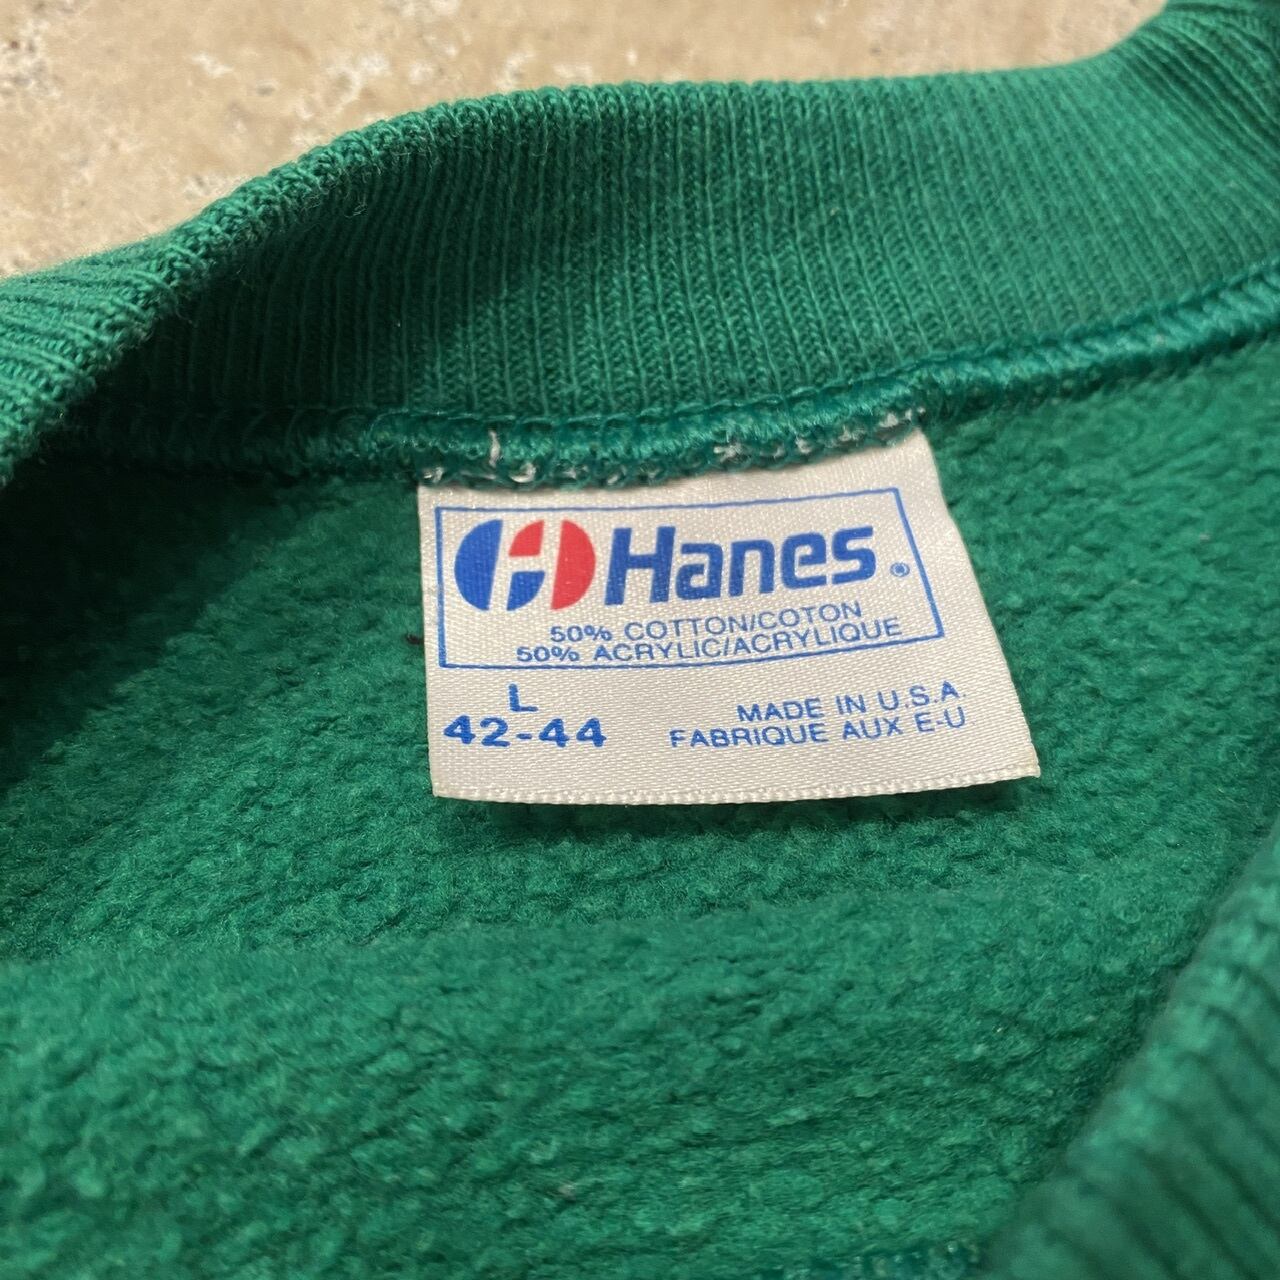 Hanes®
50% COTTON/COTON
50% ACRYLIC/ACRYLIQUE
L
42-44
MADE IN U.S.A.
FABRIQUE AUX E-U